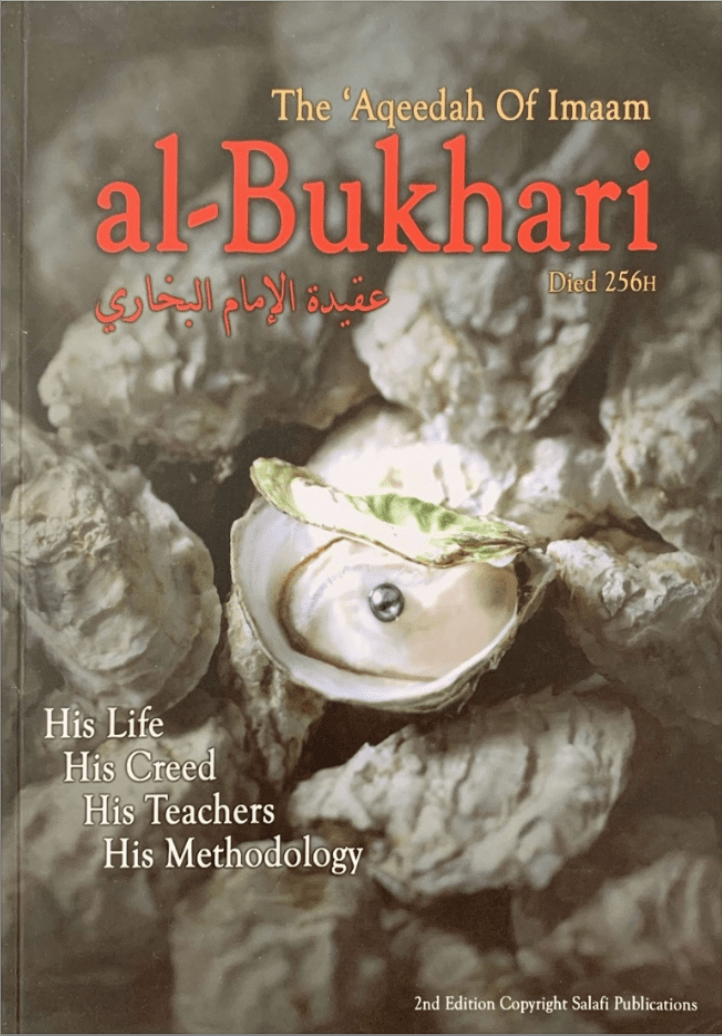 The ‘Aqeedah Of Imaam
al-Bukhari
Died 256H
عقيدة الإمام البخاري
His Life
His Creed
His Teachers
His Methodology
2nd Edition Copyright Salafi Publications